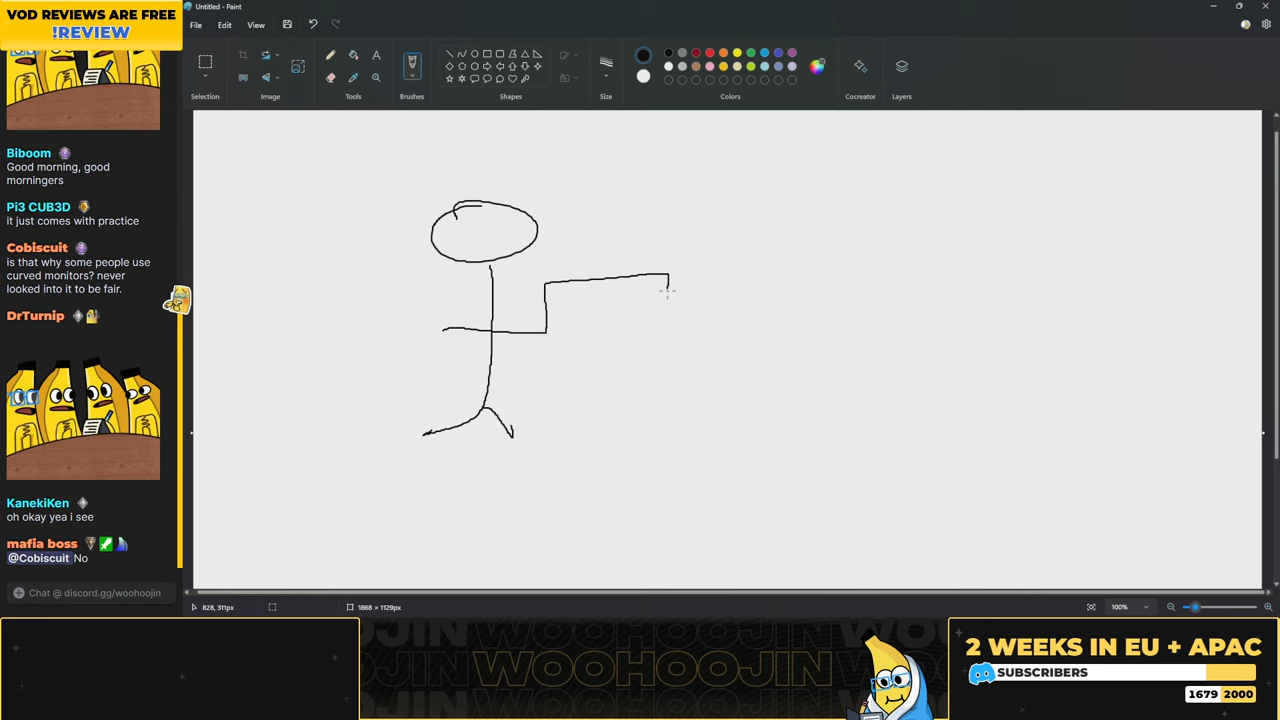 VOD REVIEWS ARE FREE
!REVIEW
Untitled - Paint
File Edit View
Selection Image Tools Brushes Shapes Size Colors Cocreator Layers
Biboom
Good morning, good
morningers
Pi3 CUB3D
it just comes with practice
Cobiscuit
is that why some people use
curved monitors? never
looked into it to be fair.
DrTurnip
KanekiKen
oh okay yea i see
mafia boss
@Cobiscuit No
Chat @ discord.gg/woohoojin
828, 311px
1868 × 1129px
100%
WOOHOOJIN
2 WEEKS IN EU + APAC
SUBSCRIBERS
1679 2000